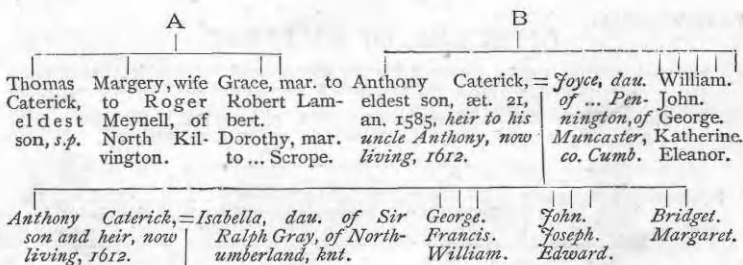 A
B
Thomas
Caterick,
eldest
son, s.p.
Margery, wife
to Roger
Meynell, of
North Kil-
vington.
Grace, mar. to
Robert Lam-
bert.
Dorothy, mar.
to ... Scrope.
Anthony Caterick, =
eldest son, æt. 21,
an. 1585, heir to his
uncle Anthony, now
living, 1612.
Joyce, dau.
of ... Pen-
nington, of
Muncaster,
co. Cumb.
William.
John.
George.
Katherine.
Eleanor.
Anthony Caterick, =
son and heir, now
living, 1612.
Isabella, dau. of Sir
Ralph Gray, of North-
umberland, knt.
George.
Francis.
William.
John.
Joseph.
Edward.
Bridget.
Margaret.